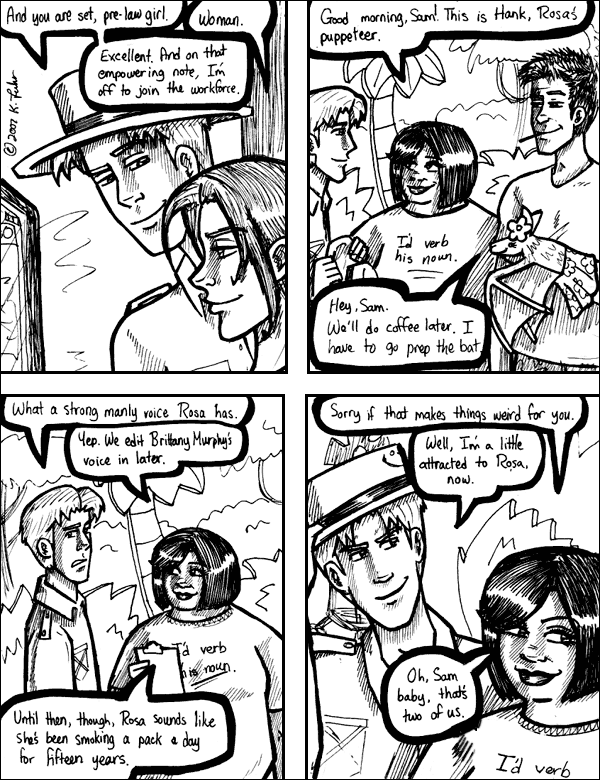 And you are set, pre-law girl.
Woman.
Excellent. And on that
empowering note, I'm
off to join the workforce.
© 2007 K. Fuhr
Good morning, Sam! This is Hank, Rosa's
puppeteer.
I'd verb
his noun.
Hey, Sam.
We'll do coffee later. I
have to go prep the bat.
What a strong manly voice Rosa has.
Yep. We edit Brittany Murphy's
voice in later.
I'd verb
his noun.
Until then, though, Rosa sounds like
she's been smoking a pack a day
for fifteen years.
Sorry if that makes things weird for you.
Well, I'm a little
attracted to Rosa,
now.
Oh, Sam
baby, that's
two of us.
I'd verb